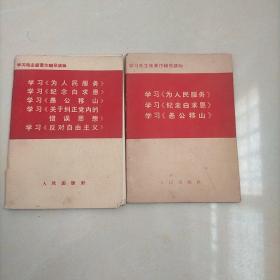 学习毛主席著作辅导读物
学习《为人民服务》
学习《纪念白求恩》
学习《愚公移山》
学习《关于纠正党内的
错误思想》
学习《反对自由主义》
人民出版社
学习毛主席著作辅导读物
学习《为人民服务》
学习《纪念白求恩》
学习《愚公移山》
人民出版社